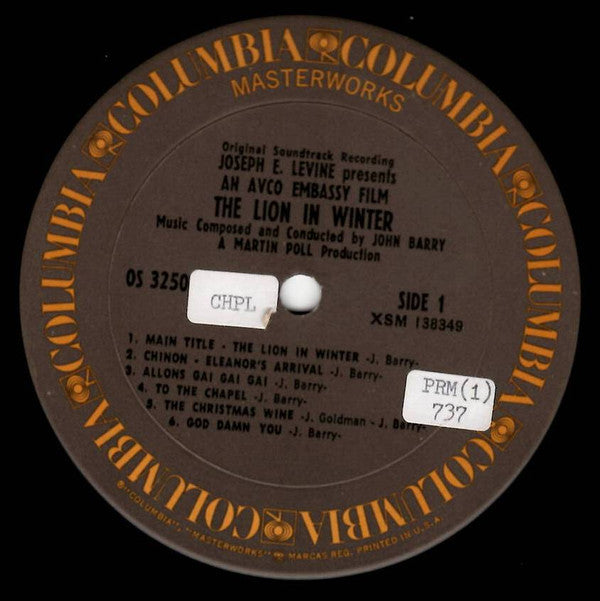 COLUMBIA COLUMBIA COLUMBIA COLUMBIA COLUMBIA COLUMBIA
MASTERWORKS
Original Soundtrack Recording
JOSEPH E. LEVINE presents
AN AVCO EMBASSY FILM
THE LION IN WINTER
Music Composed and Conducted by JOHN BARRY
A MARTIN POLL Production
OS 3250
CHPL
SIDE 1
XSM 138349
1. MAIN TITLE - THE LION IN WINTER -J. Barry-
2. CHINON - ELEANOR'S ARRIVAL -J. Barry-
3. ALLONS GAI GAI GAI -J. Barry-
4. TO THE CHAPEL -J. Barry-
5. THE CHRISTMAS WINE -J. Goldman - J. Barry-
6. GOD DAMN YOU -J. Barry-
PRM(1)
737
®"COLUMBIA", "MASTERWORKS" MARCAS REG. PRINTED IN U.S.A.